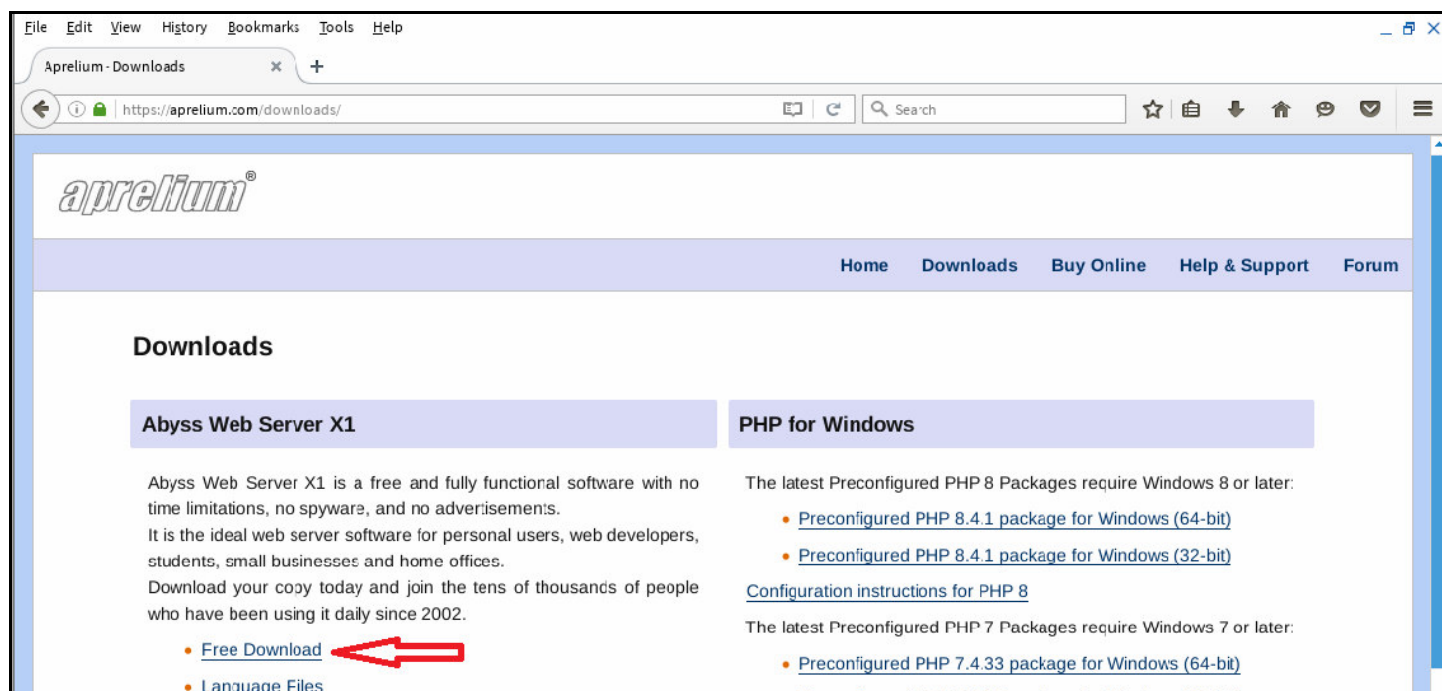 File Edit View History Bookmarks Tools Help
Aprelium - Downloads
https://aprelium.com/downloads/
Search
aprelium®
Home Downloads Buy Online Help & Support Forum
Downloads
Abyss Web Server X1
Abyss Web Server X1 is a free and fully functional software with no
time limitations, no spyware, and no advertisements.
It is the ideal web server software for personal users, web developers,
students, small businesses and home offices.
Download your copy today and join the tens of thousands of people
who have been using it daily since 2002.
• Free Download
• Language Files
PHP for Windows
The latest Preconfigured PHP 8 Packages require Windows 8 or later:
• Preconfigured PHP 8.4.1 package for Windows (64-bit)
• Preconfigured PHP 8.4.1 package for Windows (32-bit)
Configuration instructions for PHP 8
The latest Preconfigured PHP 7 Packages require Windows 7 or later:
• Preconfigured PHP 7.4.33 package for Windows (64-bit)